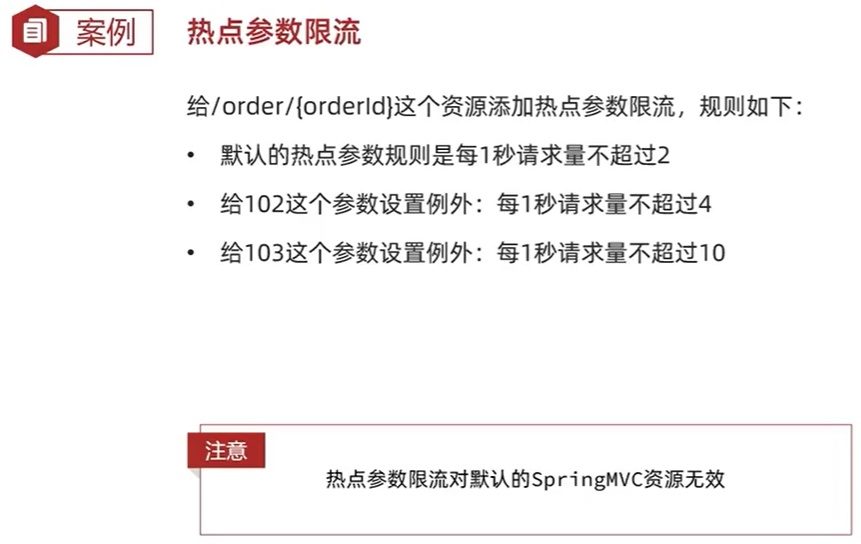 案例
热点参数限流
给/order/{orderId}这个资源添加热点参数限流，规则如下：
• 默认的热点参数规则是每1秒请求量不超过2
• 给102这个参数设置例外：每1秒请求量不超过4
• 给103这个参数设置例外：每1秒请求量不超过10
注意
热点参数限流对默认的SpringMVC资源无效